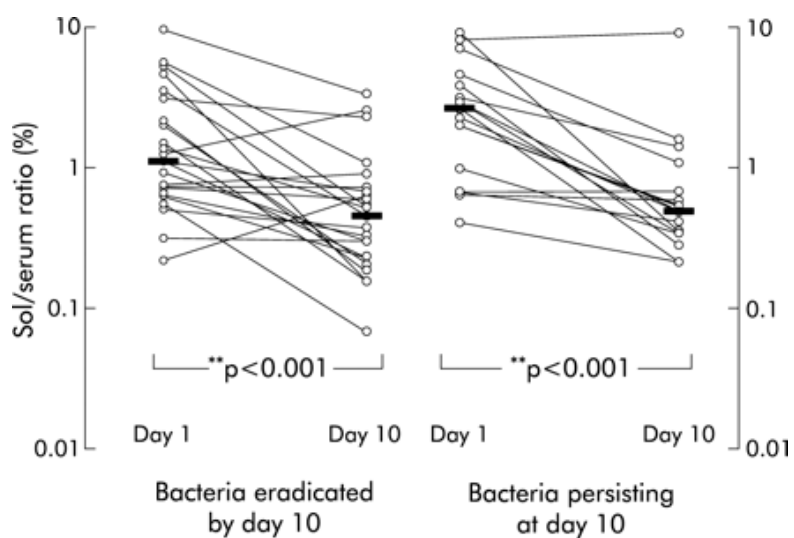 10
1
0.1
0.01
Sol/serum ratio (%)
**p<0.001
Day 1
Day 10
Bacteria eradicated
by day 10
**p<0.001
Day 1
Day 10
Bacteria persisting
at day 10
10
1
0.1
0.01